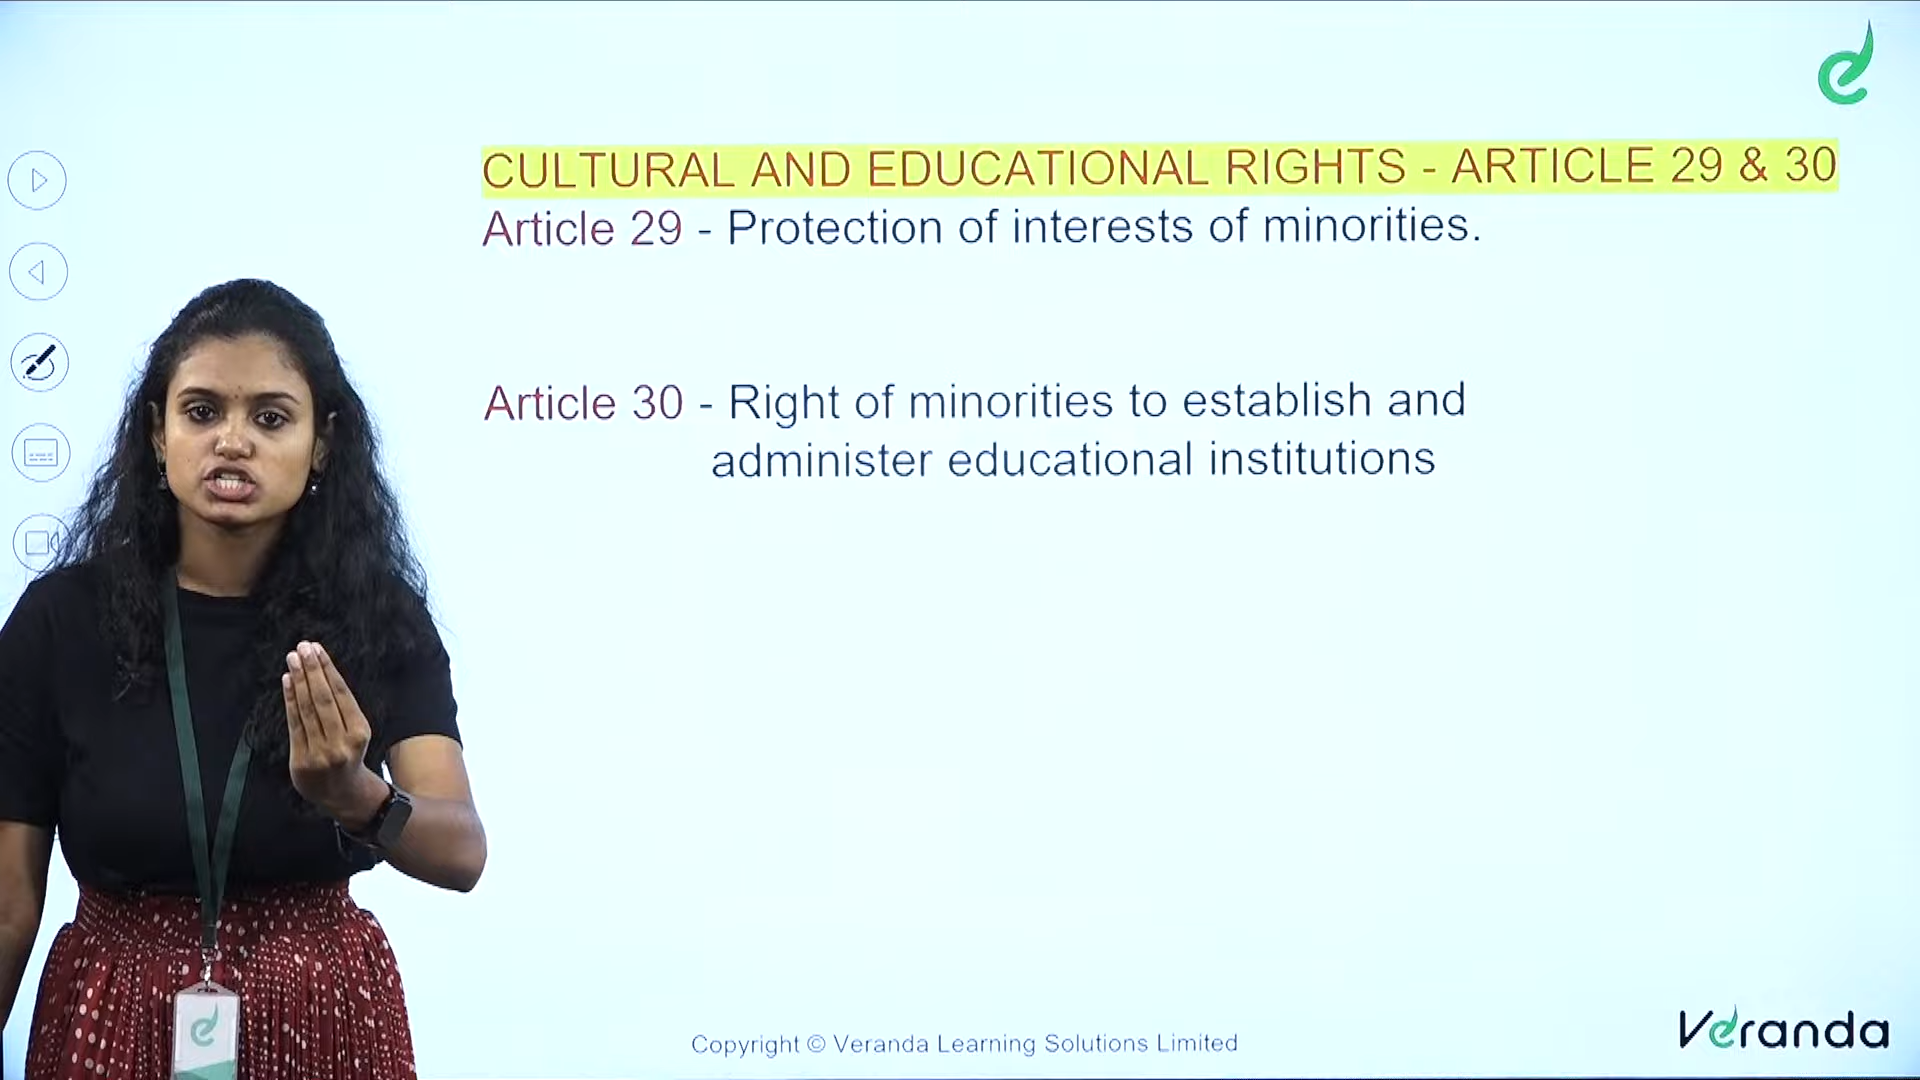 CULTURAL AND EDUCATIONAL RIGHTS - ARTICLE 29 & 30
Article 29 - Protection of interests of minorities.
Article 30 - Right of minorities to establish and
administer educational institutions
Copyright © Veranda Learning Solutions Limited
Veranda